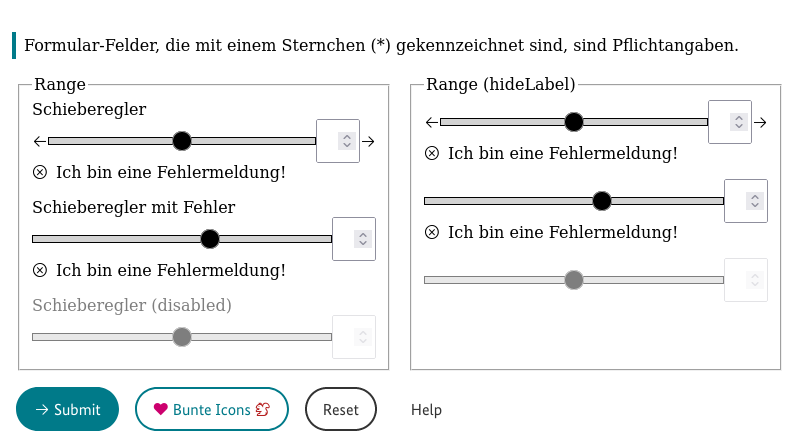 Formular-Felder, die mit einem Sternchen (*) gekennzeichnet sind, sind Pflichtangaben.
Range
Schieberegler
Ich bin eine Fehlermeldung!
Schieberegler mit Fehler
Ich bin eine Fehlermeldung!
Schieberegler (disabled)
Range (hideLabel)
Ich bin eine Fehlermeldung!
Ich bin eine Fehlermeldung!
Submit
Bunte Icons
Reset
Help